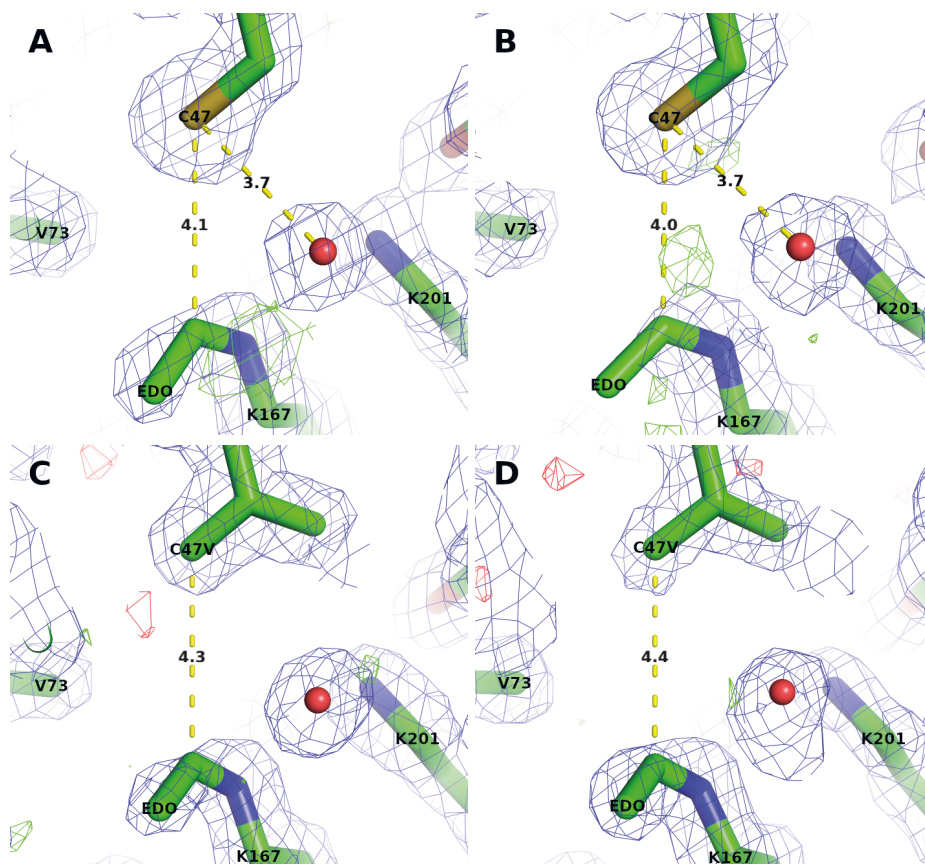 A
C47
3.7
4.1
V73
K201
EDO
K167
B
C47
3.7
4.0
V73
K201
EDO
K167
C
C47V
4.3
V73
K201
EDO
K167
D
C47V
4.4
V73
K201
EDO
K167